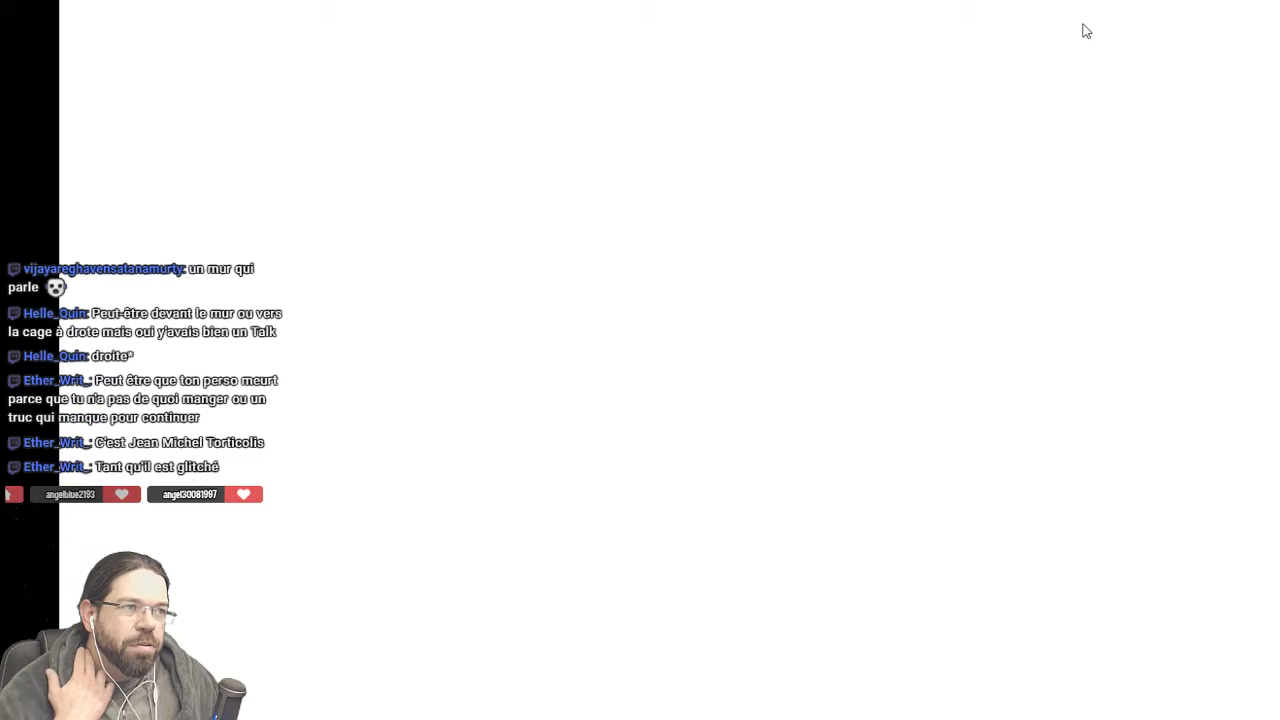 vijayareghavensatanamurty: un mur qui
parle
Helle_Quin: Peut-être devant le mur ou vers
la cage à drote mais oui y'avais bien un Talk
Helle_Quin: droite*
Ether_Writ_: Peut être que ton perso meurt
parce que tu n'a pas de quoi manger ou un
truc qui manque pour continuer
Ether_Writ_: C'est Jean Michel Torticolis
Ether_Writ_: Tant qu'il est glitché
angelblue2193 angel30081997